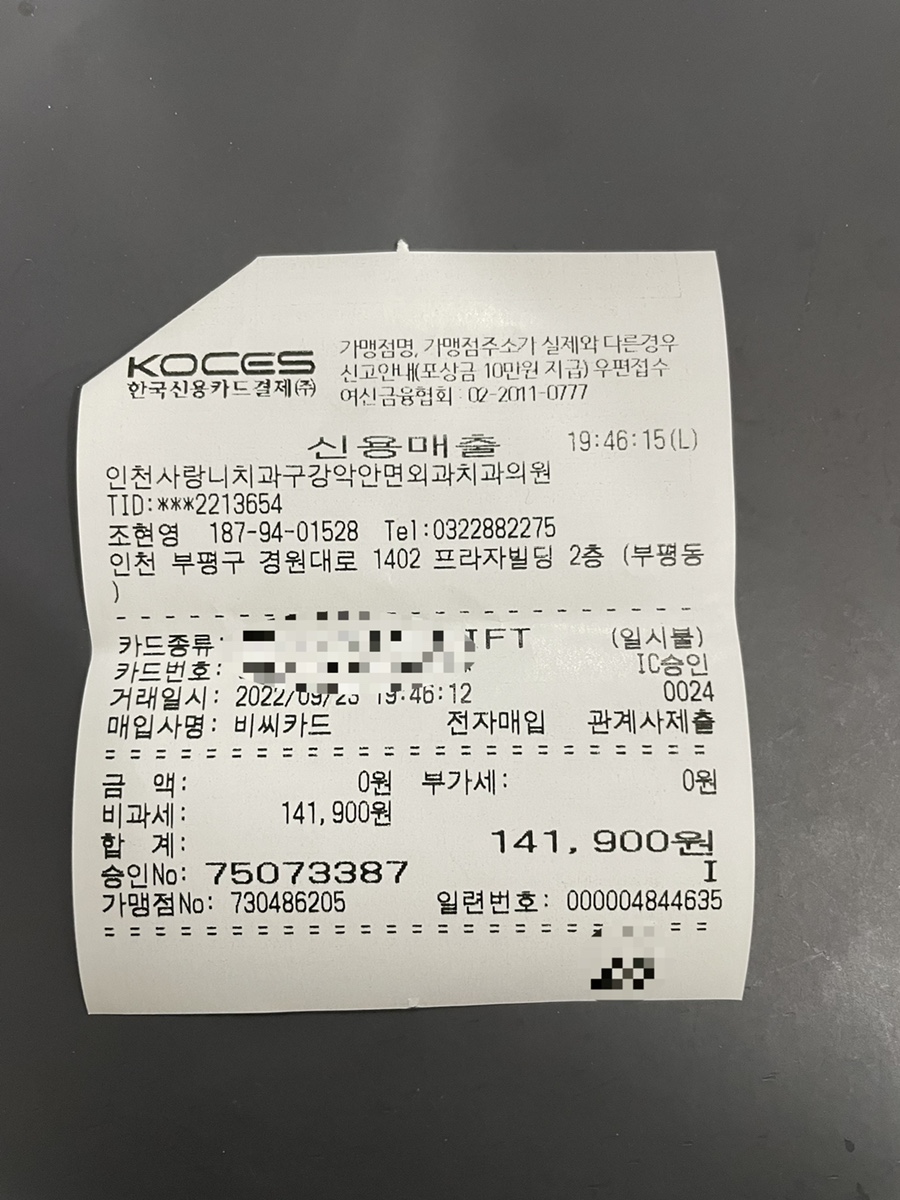 KOCES
한국신용카드결제(주)
가맹점명, 가맹점주소가 실제와 다른경우
신고안내(포상금 10만원 지급) 우편접수
여신금융협회 : 02-2011-0777
신용매출 19:46:15(L)
인천사랑니치과구강악안면외과치과의원
TID:***2213654
조현영 187-94-01528 Tel:0322882275
인천 부평구 경원대로 1402 프라자빌딩 2층 (부평동
)
카드종류: IFT (일시불)
카드번호: IC승인
거래일시: 2022/09/23 19:46:12 0024
매입사명: 비씨카드 전자매입 관계사제출
금 액: 0원 부가세: 0원
비과세: 141,900원
합 계: 141,900원
승인No: 75073387 I
가맹점No: 730486205 일련번호: 000004844635